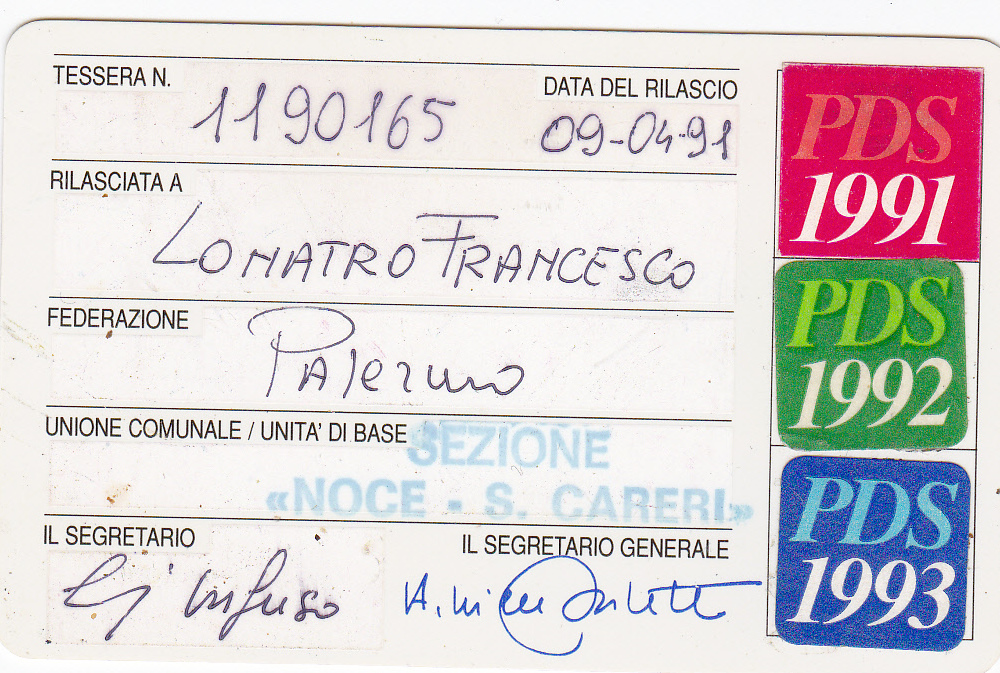 TESSERA N.
1190165
DATA DEL RILASCIO
09-04-91
RILASCIATA A
LOMATRO FRANCESCO
FEDERAZIONE
Palermo
UNIONE COMUNALE / UNITA' DI BASE
SEZIONE
«NOCE - S. CARERI»
IL SEGRETARIO
IL SEGRETARIO GENERALE
PDS
1991
PDS
1992
PDS
1993